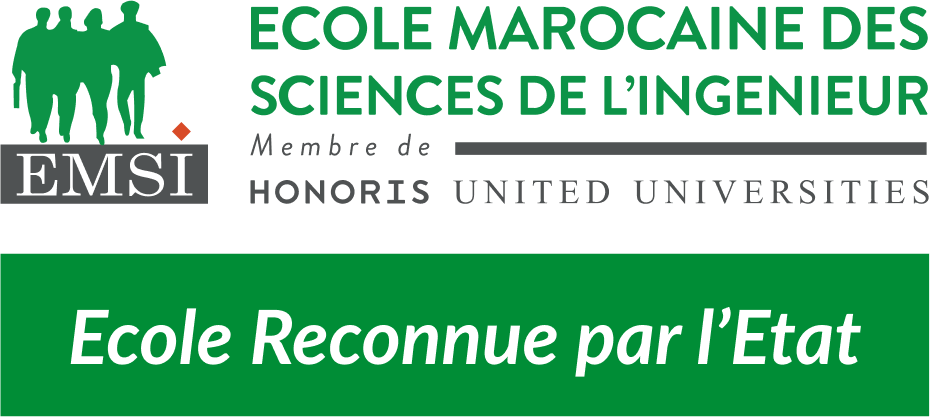 ECOLE MAROCAINE DES
SCIENCES DE L'INGENIEUR
Membre de
HONORIS UNITED UNIVERSITIES
EMSI
Ecole Reconnue par l'Etat